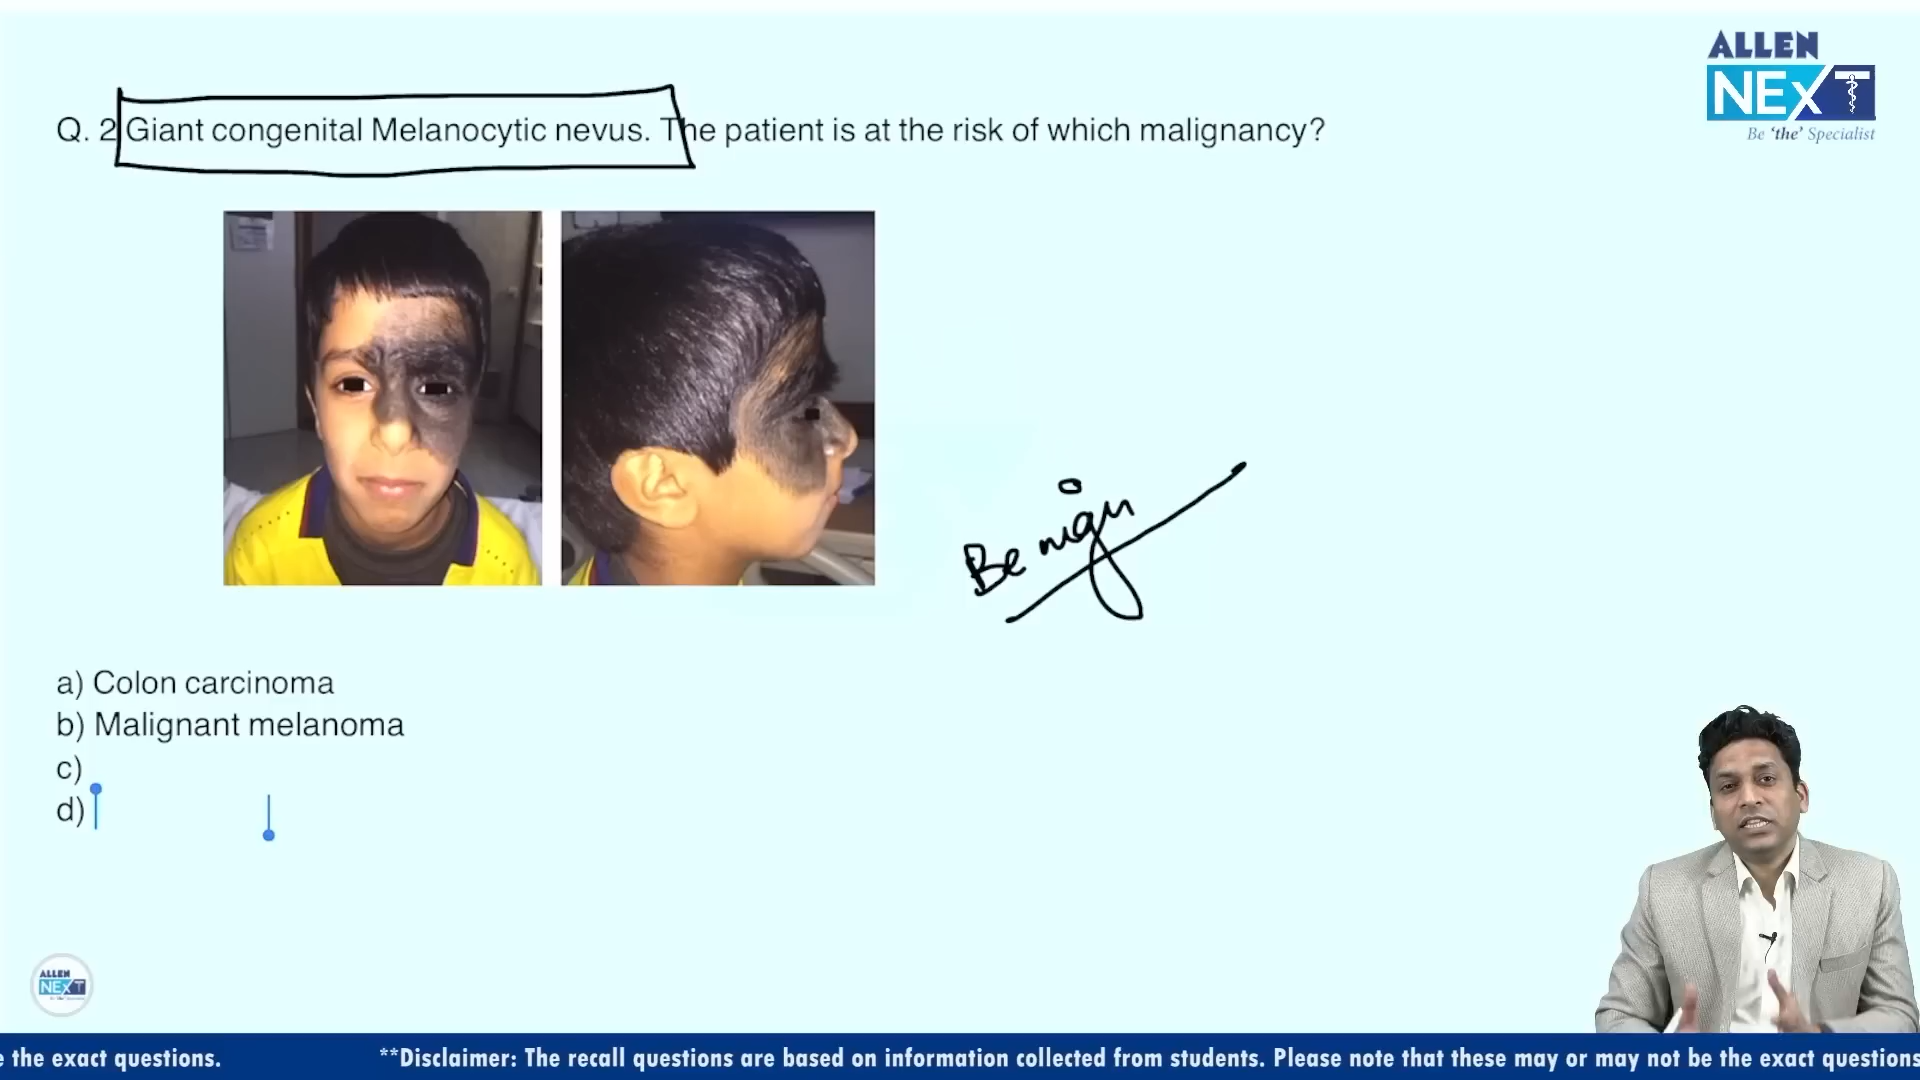 ALLEN
NEXT
Be 'the' Specialist
Q. 2 Giant congenital Melanocytic nevus. The patient is at the risk of which malignancy?
Benign
a) Colon carcinoma
b) Malignant melanoma
c)
d)
ALLEN
NEXT
e the exact questions. **Disclaimer: The recall questions are based on information collected from students. Please note that these may or may not be the exact questions